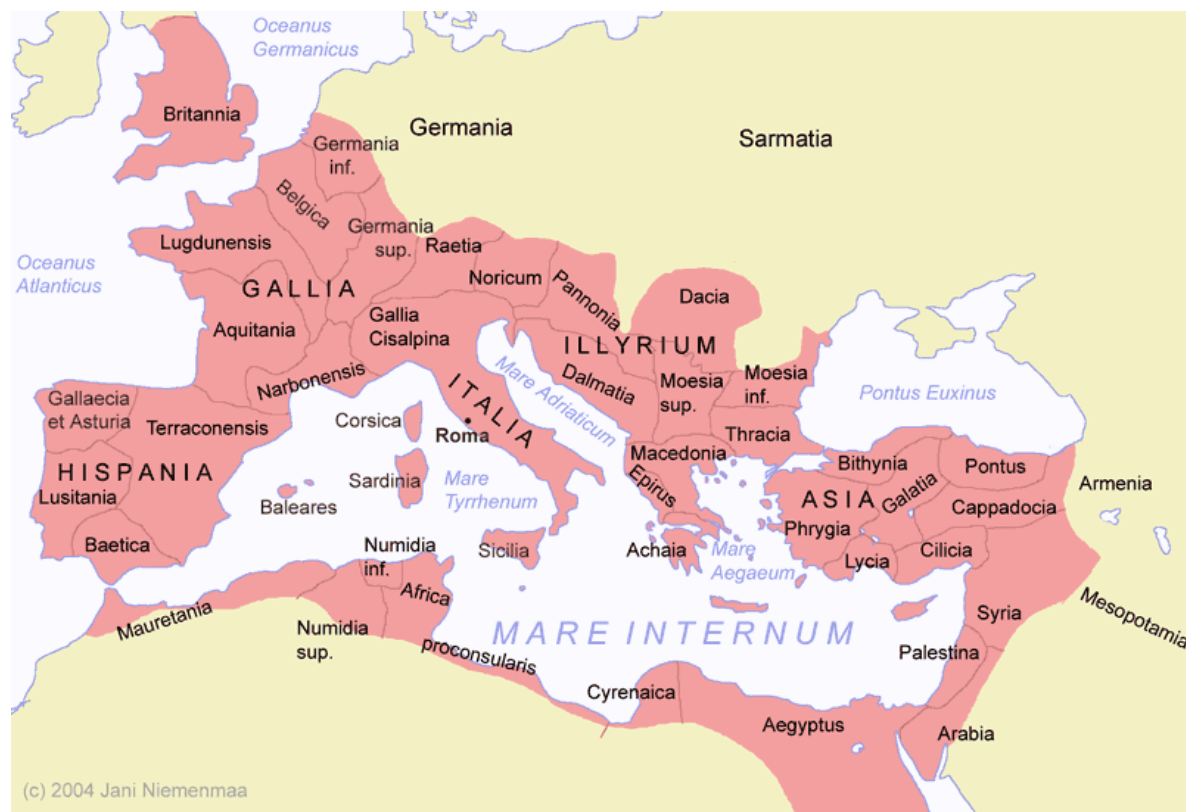 Oceanus
Germanicus
Britannia
Germania
Sarmatia
Germania
inf.
Belgica
Germania
sup.
Lugdunensis
Raetia
Oceanus
Atlanticus
Noricum
Pannonia
GALLIA
Dacia
Gallia
Cisalpina
Aquitania
ILLYRIUM
Mare Adriaticum
Dalmatia
Moesia
sup.
Moesia
inf.
Pontus Euxinus
Narbonensis
ITALIA
Gallaecia
et Asturia
Terraconensis
Corsica
Roma
Thracia
Macedonia
HISPANIA
Lusitania
Sardinia
Mare
Tyrrhenum
Epirus
Bithynia
Pontus
Galatia
ASIA
Armenia
Baleares
Cappadocia
Phrygia
Baetica
Numidia
inf.
Sicilia
Achaia
Mare
Aegaeum
Lycia
Cilicia
Africa
proconsularis
Mauretania
Numidia
sup.
MARE INTERNUM
Syria
Mesopotamia
Palestina
Cyrenaica
Aegyptus
Arabia
(c) 2004 Jani Niemenmaa